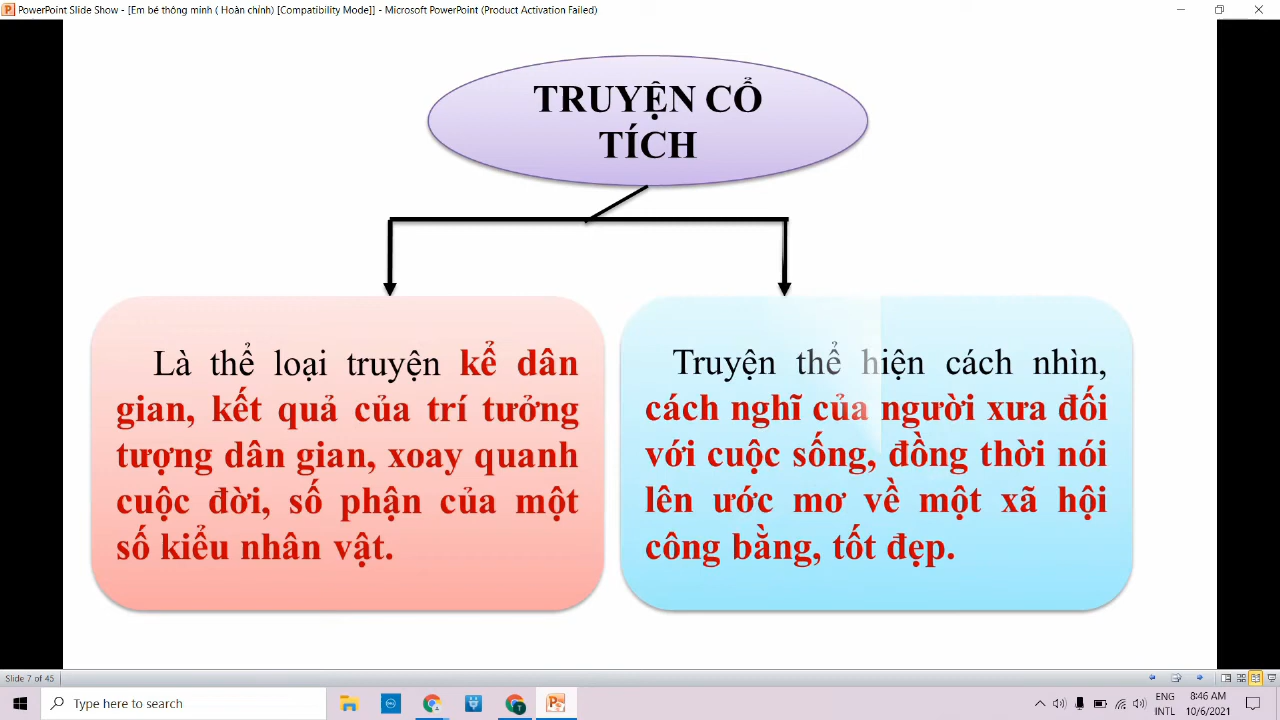 PowerPoint Slide Show - [Em bé thông minh ( Hoàn chỉnh) [Compatibility Mode]] - Microsoft PowerPoint (Product Activation Failed)
TRUYỆN CỔ
TÍCH
Là thể loại truyện kể dân
gian, kết quả của trí tưởng
tượng dân gian, xoay quanh
cuộc đời, số phận của một
số kiểu nhân vật.
Truyện thể hiện cách nhìn,
cách nghĩ của người xưa đối
với cuộc sống, đồng thời nói
lên ước mơ về một xã hội
công bằng, tốt đẹp.
Slide 7 of 45
Type here to search
ENG
INTL
8:46 AM
10/6/2021